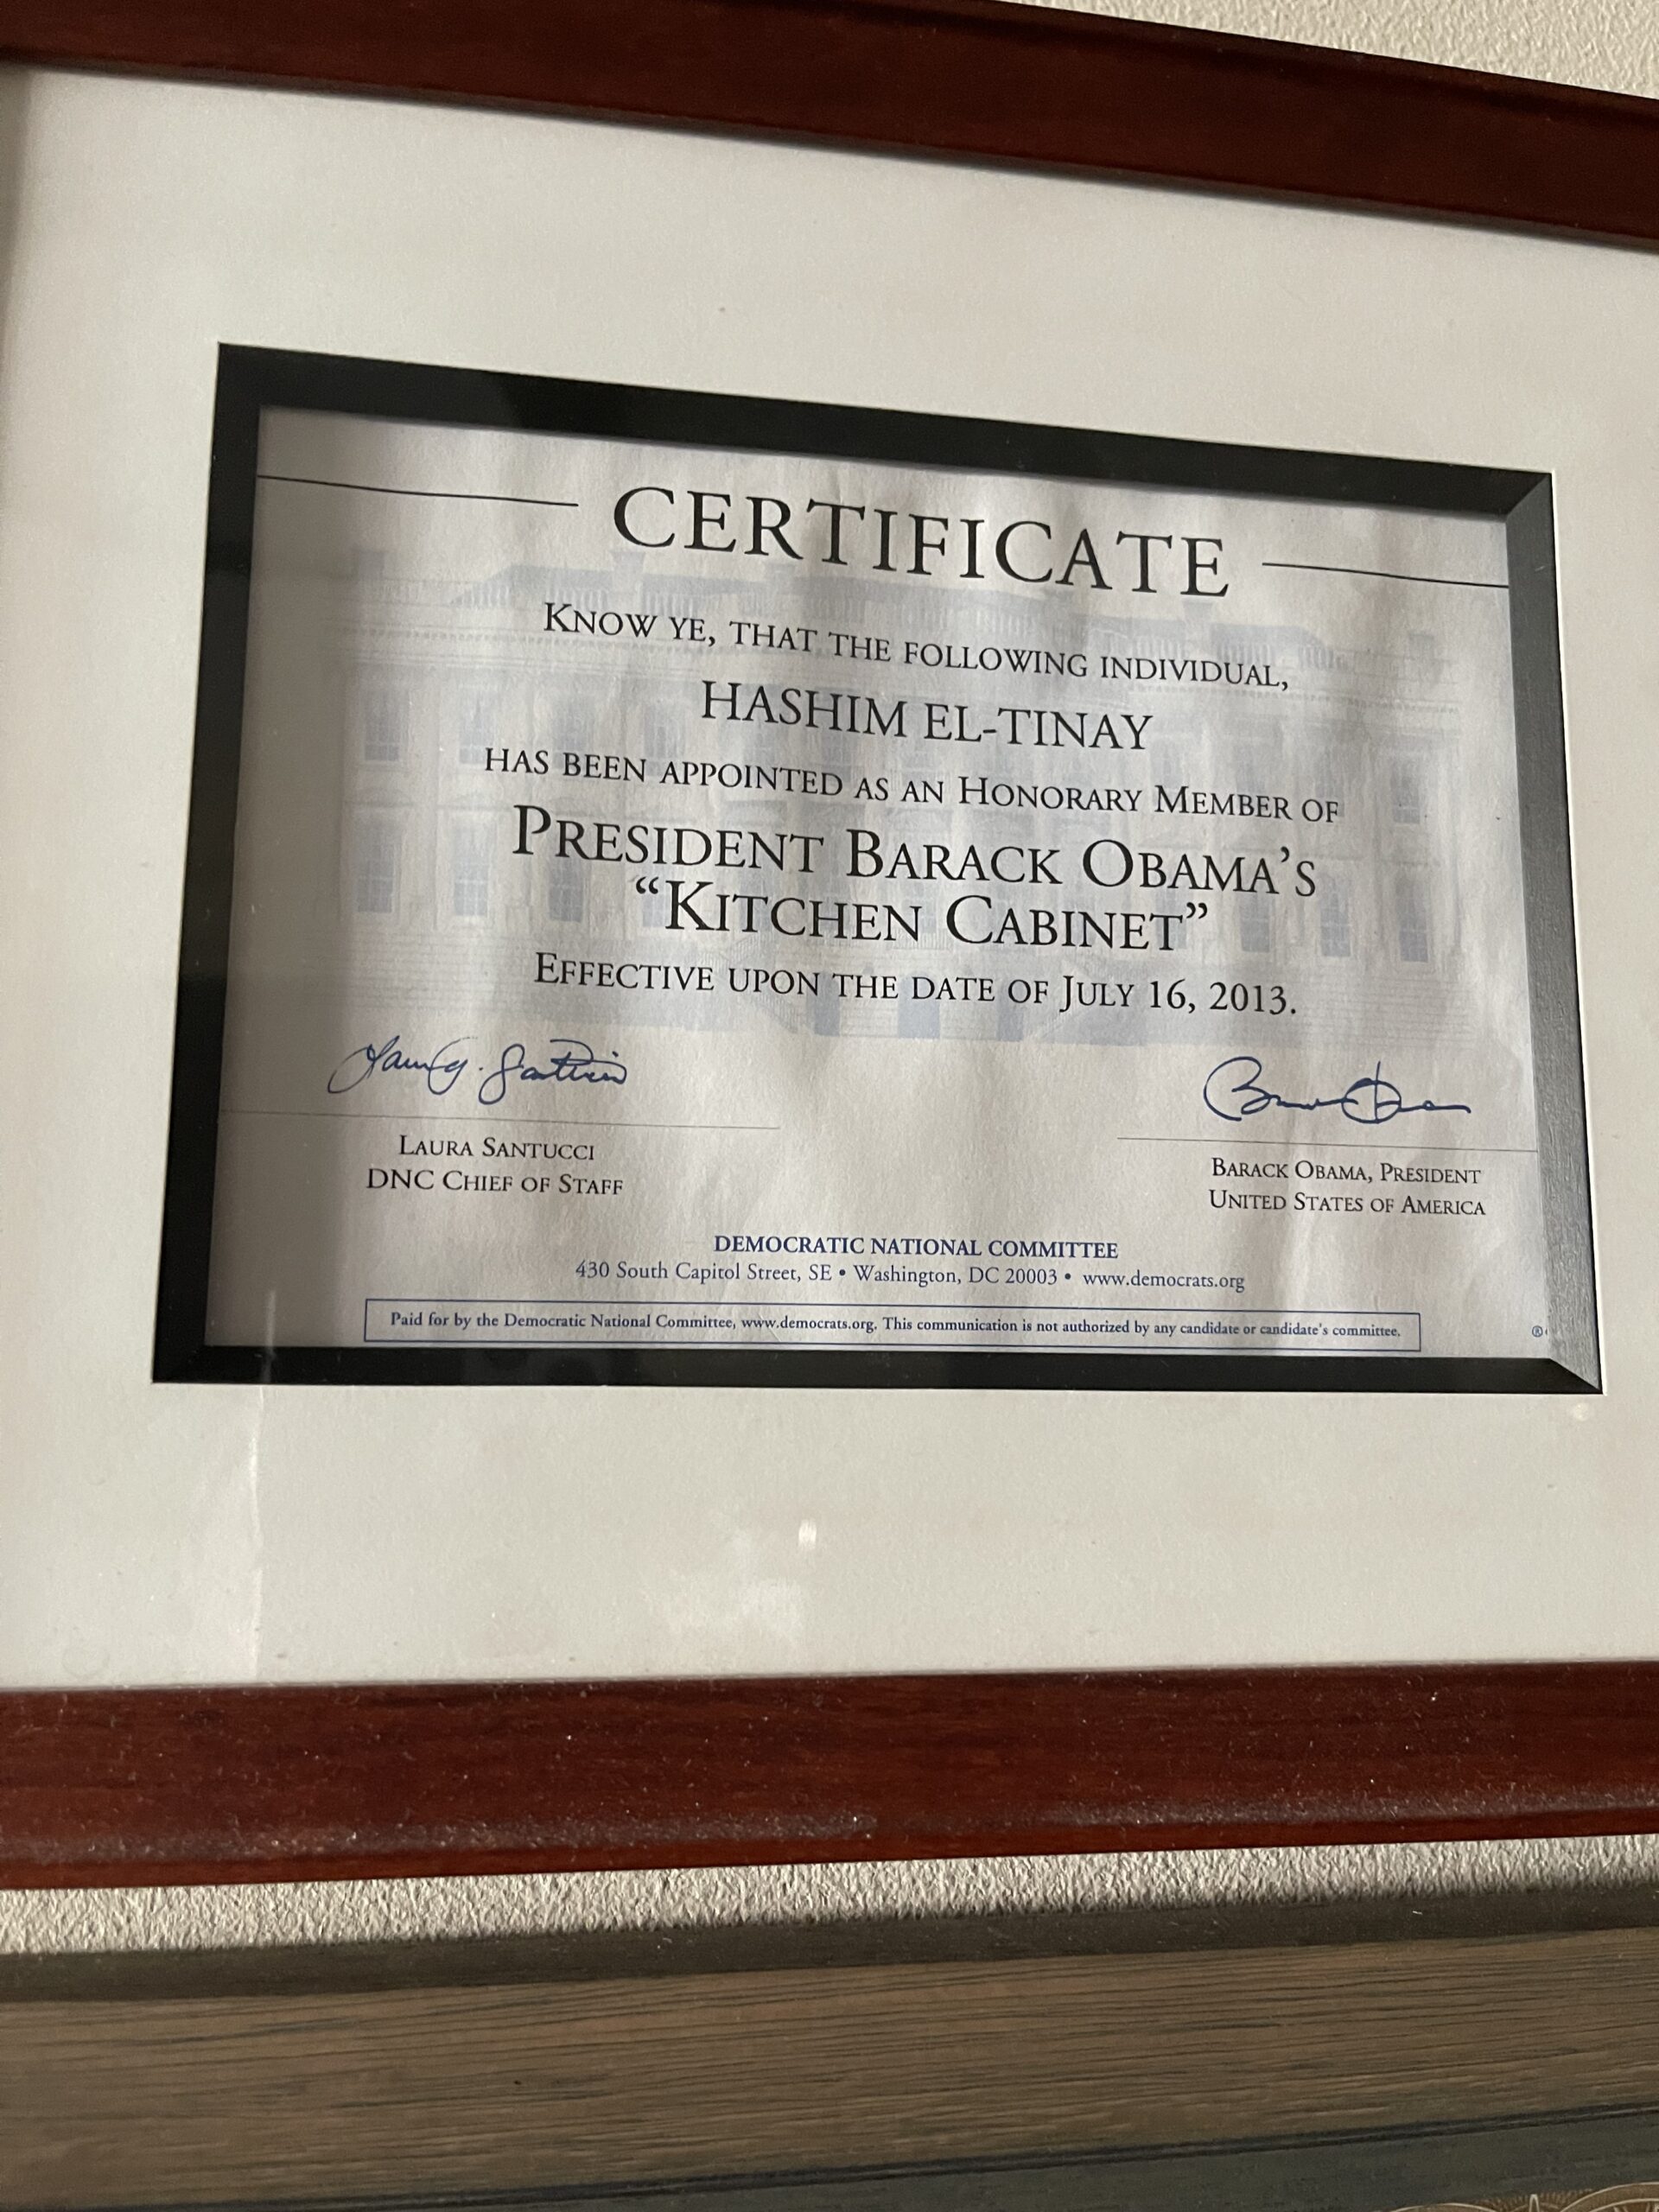 CERTIFICATE
KNOW YE, THAT THE FOLLOWING INDIVIDUAL,
HASHIM EL-TINAY
HAS BEEN APPOINTED AS AN HONORARY MEMBER OF
PRESIDENT BARACK OBAMA'S
“KITCHEN CABINET”
EFFECTIVE UPON THE DATE OF JULY 16, 2013.
LAURA SANTUCCI
DNC CHIEF OF STAFF
BARACK OBAMA, PRESIDENT
UNITED STATES OF AMERICA
DEMOCRATIC NATIONAL COMMITTEE
430 South Capitol Street, SE • Washington, DC 20003 • www.democrats.org
Paid for by the Democratic National Committee, www.democrats.org. This communication is not authorized by any candidate or candidate's committee.
®